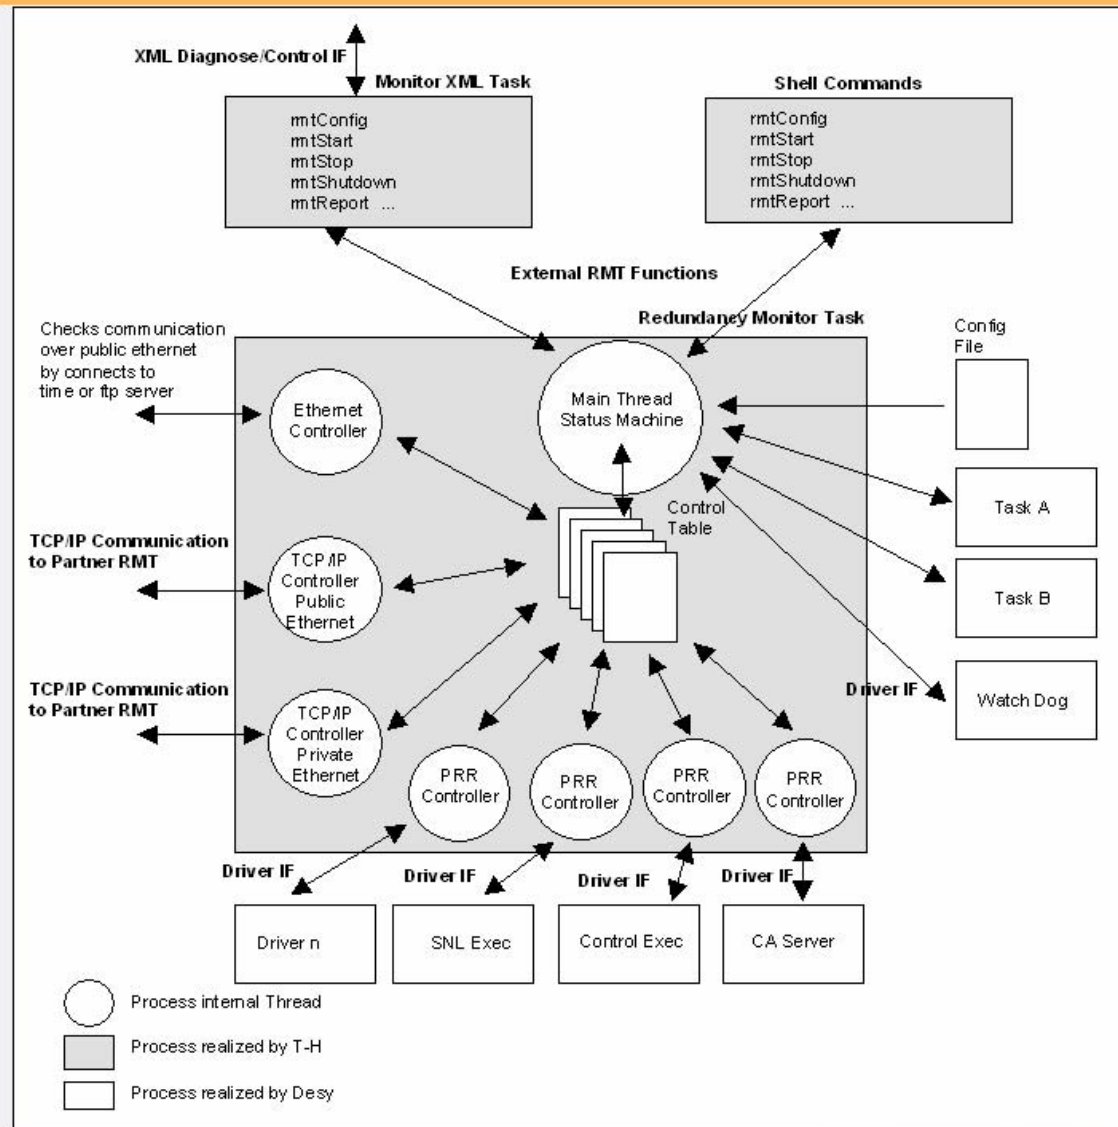 XML Diagnose/Control IF
Monitor XML Task
rmtConfig
rmtStart
rmtStop
rmtShutdown
rmtReport ...
Shell Commands
rmtConfig
rmtStart
rmtStop
rmtShutdown
rmtReport ...
External RMT Functions
Redundancy Monitor Task
Checks communication
over public ethernet
by connects to
time or ftp server
Ethernet
Controller
Main Thread
Status Machine
Config
File
Control
Table
Task A
TCP/IP Communication
to Partner RMT
TCP/IP
Controller
Public
Ethernet
Task B
TCP/IP Communication
to Partner RMT
TCP/IP
Controller
Private
Ethernet
Driver IF
Watch Dog
PRR
Controller
PRR
Controller
PRR
Controller
PRR
Controller
Driver IF
Driver IF
Driver IF
Driver IF
Driver n
SNL Exec
Control Exec
CA Server
Process internal Thread
Process realized by T-H
Process realized by Desy